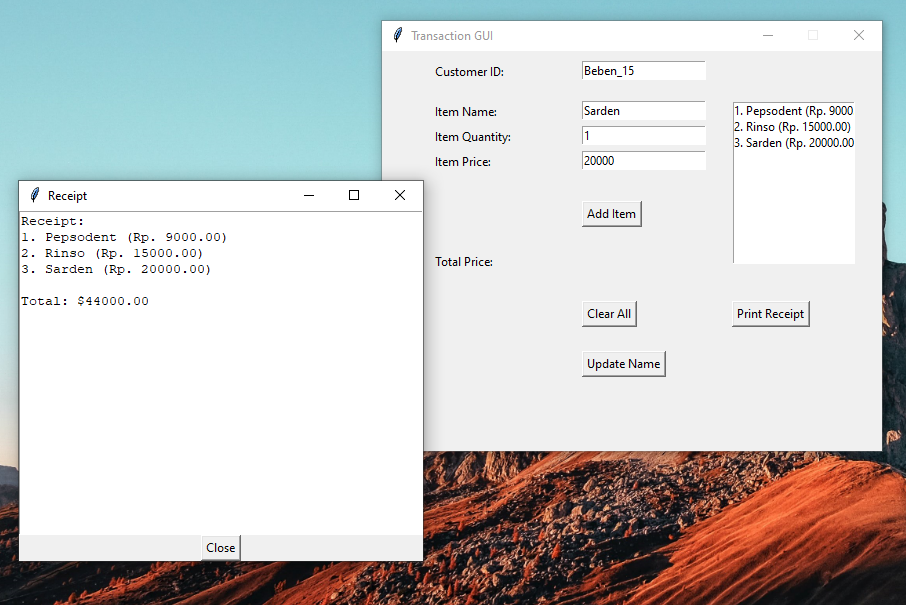 Transaction GUI
Customer ID:
Beben_15
Item Name:
Sarden
Item Quantity:
1
Item Price:
20000
1. Pepsodent (Rp. 9000
2. Rinso (Rp. 15000.00)
3. Sarden (Rp. 20000.00
Add Item
Total Price:
Clear All
Print Receipt
Update Name
Receipt
Receipt:
1. Pepsodent (Rp. 9000.00)
2. Rinso (Rp. 15000.00)
3. Sarden (Rp. 20000.00)
Total: $44000.00
Close